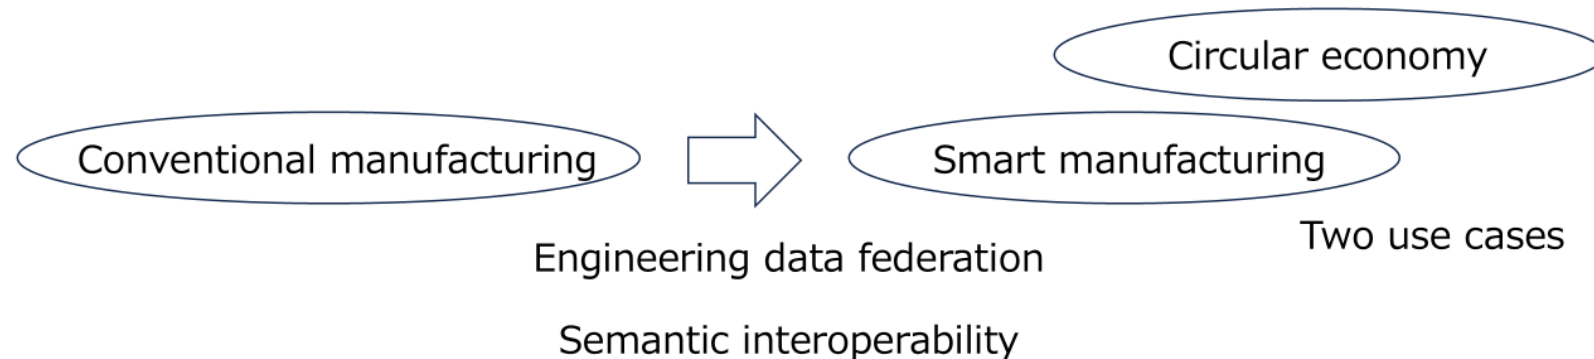 Circular economy
Conventional manufacturing
Smart manufacturing
Two use cases
Engineering data federation
Semantic interoperability